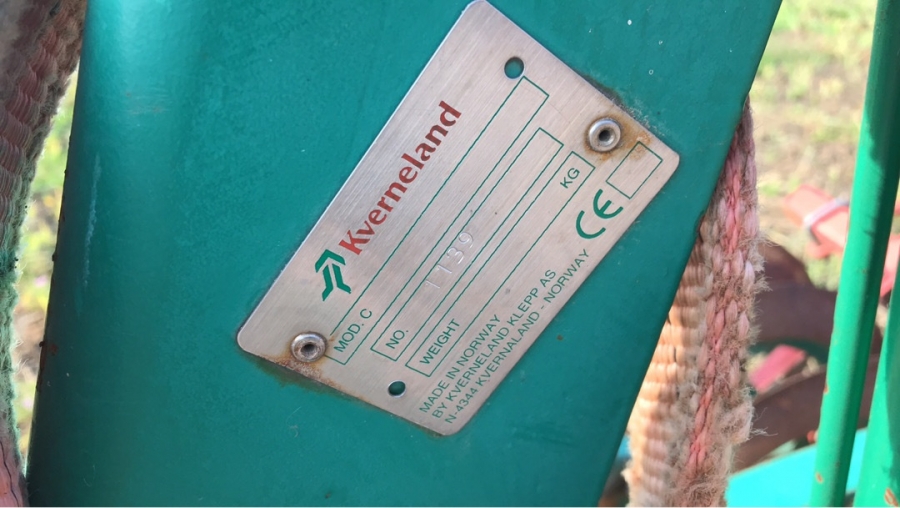 Kverneland
MOD. C
NO. 1139
WEIGHT KG
MADE IN NORWAY
BY KVERNELAND KLEPP AS
N-4344 KVERNALAND - NORWAY
CE